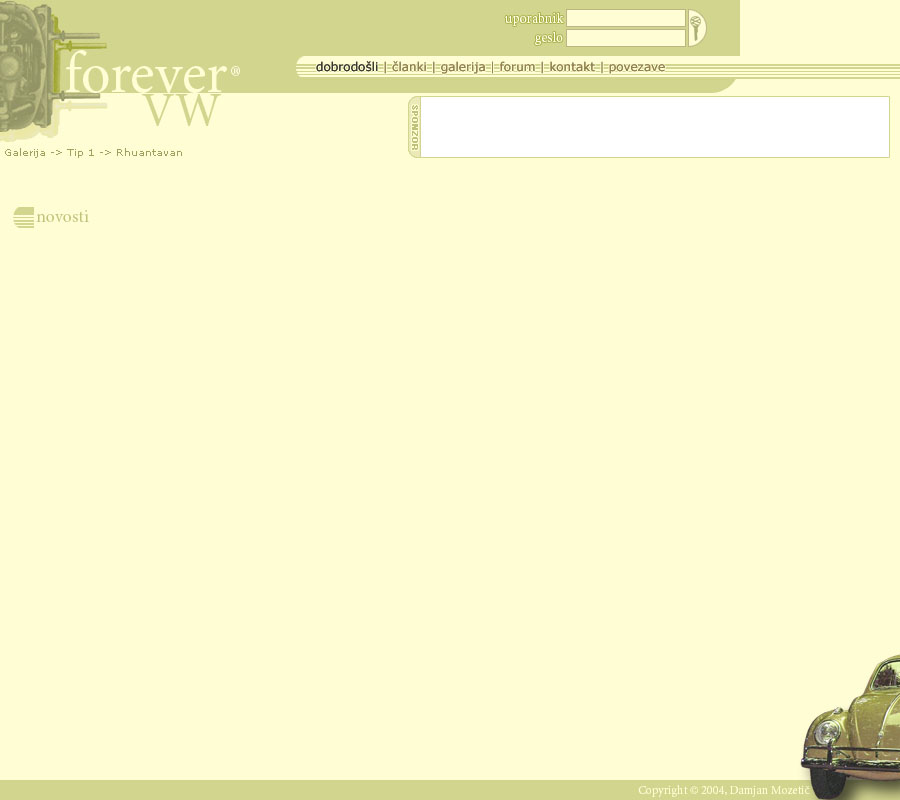 uporabnik
geslo
dobrodošli | članki | galerija | forum | kontakt | povezave
forever®
VW
SPONZOR
Galerija -> Tip 1 -> Rhuantavan
novosti
Copyright © 2004, Damjan Mozetič